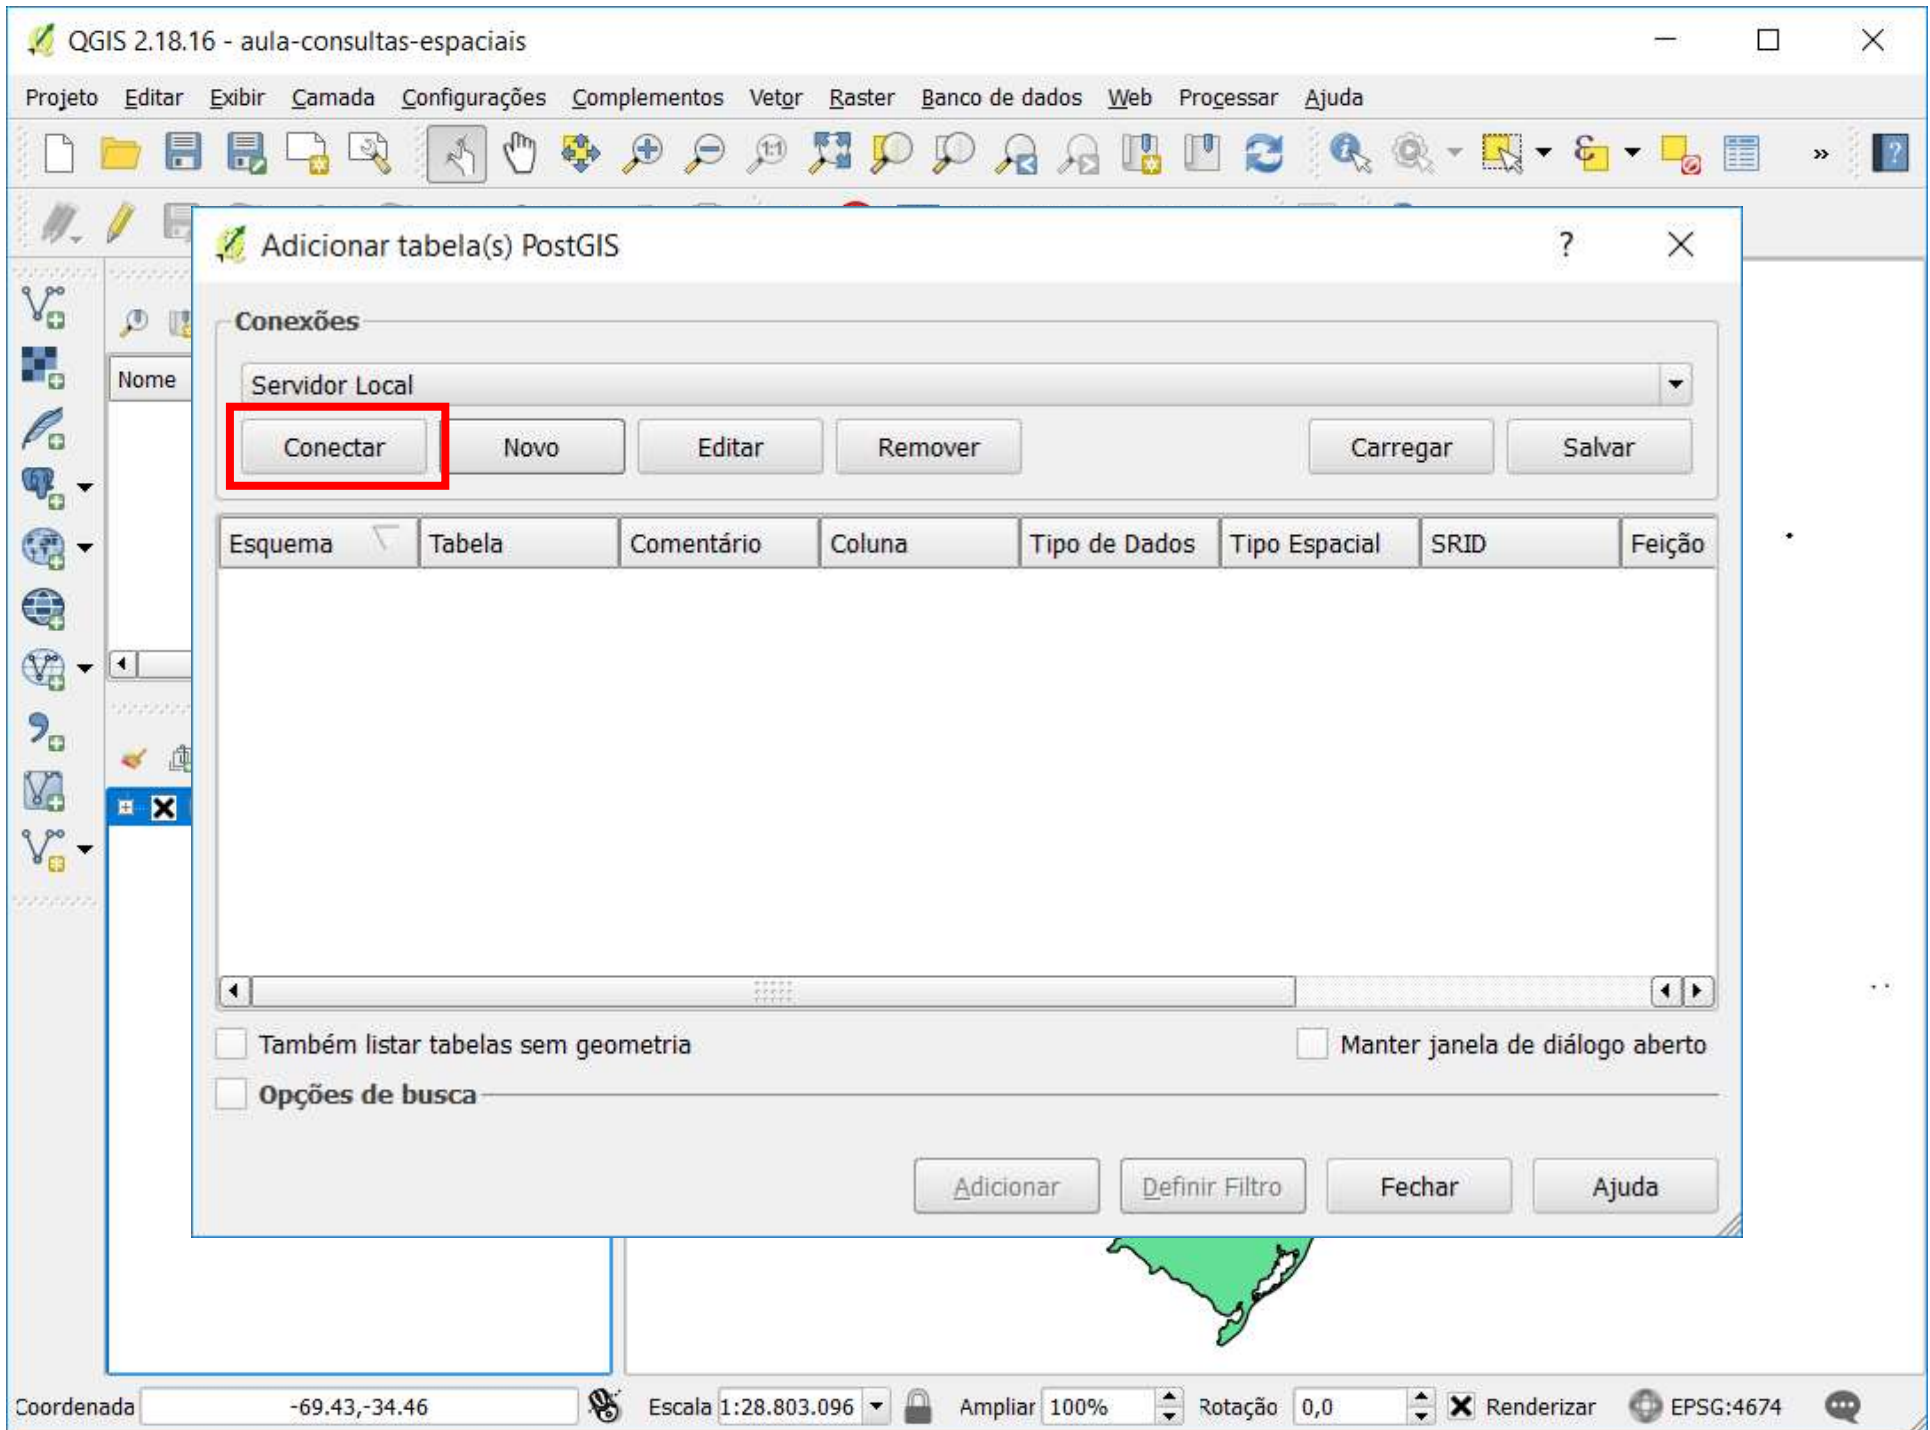 QGIS 2.18.16 - aula-consultas-espaciais
Projeto Editar Exibir Camada Configurações Complementos Vetor Raster Banco de dados Web Processar Ajuda
1:1
»
?
Adicionar tabela(s) PostGIS
?
Conexões
Nome
Servidor Local
Conectar Novo Editar Remover Carregar Salvar
Esquema Tabela Comentário Coluna Tipo de Dados Tipo Espacial SRID Feição
Também listar tabelas sem geometria Manter janela de diálogo aberto
Opções de busca
Adicionar Definir Filtro Fechar Ajuda
Coordenada -69.43,-34.46 Escala 1:28.803.096 Ampliar 100% Rotação 0,0 Renderizar EPSG:4674